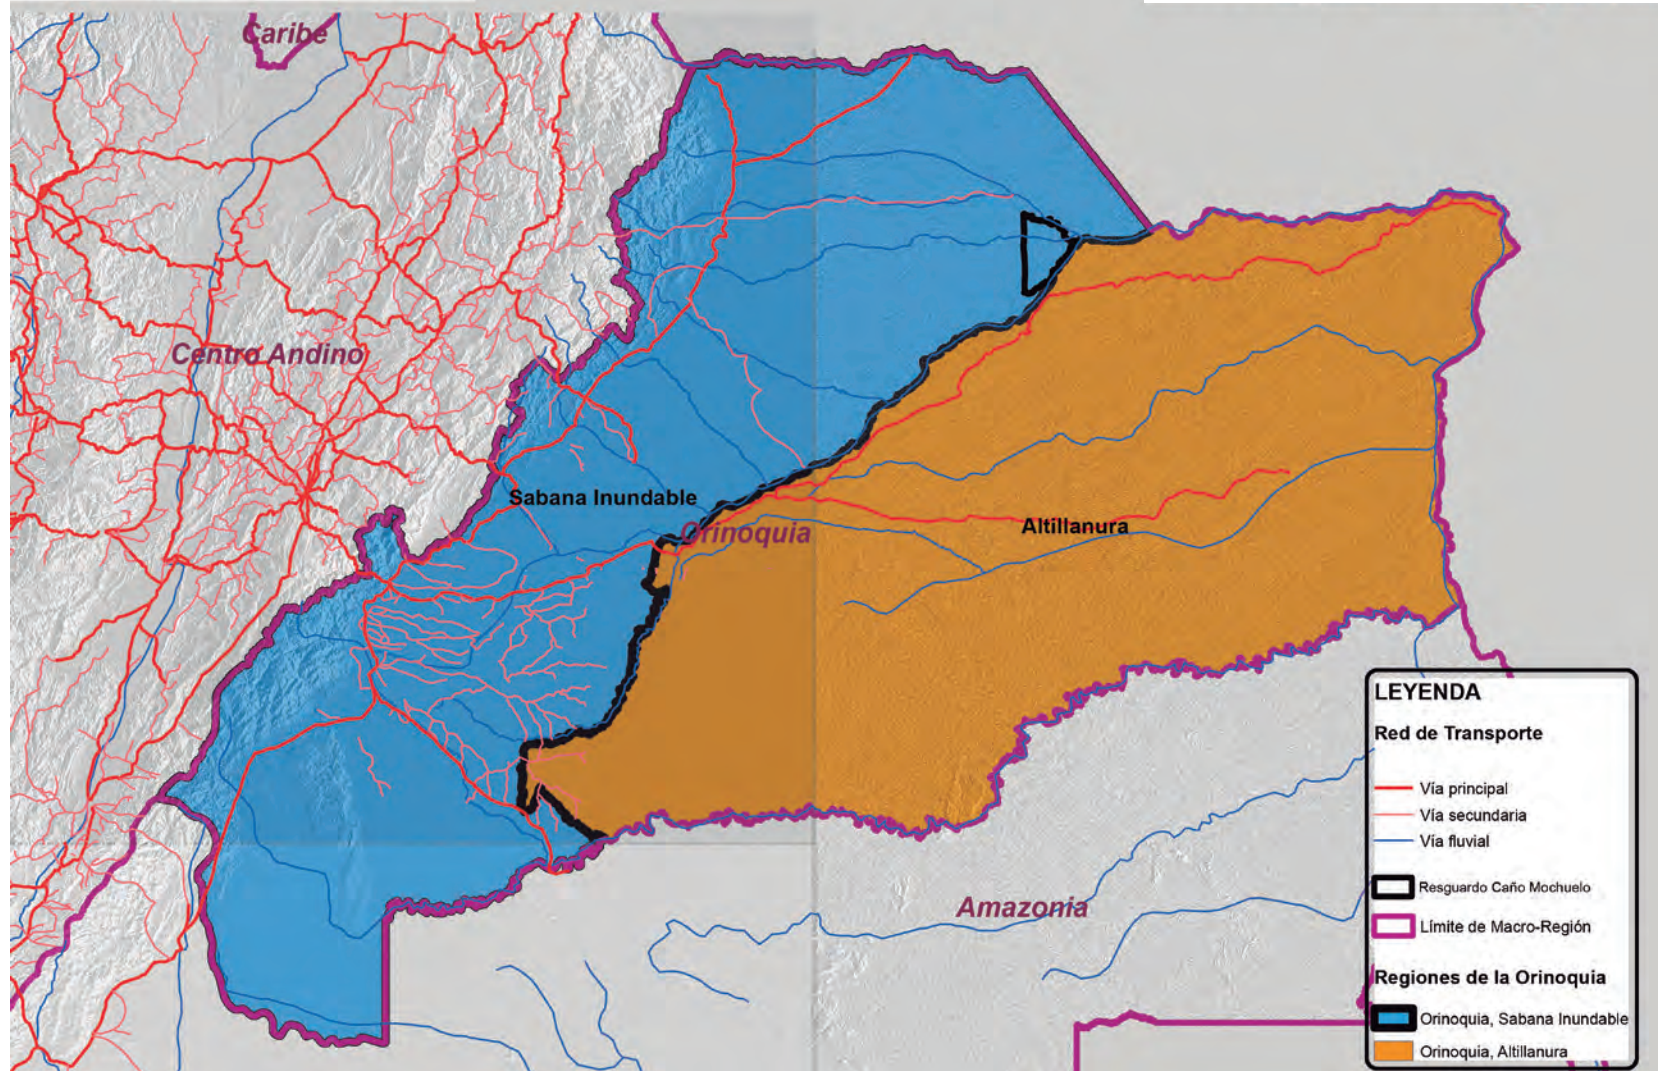 Caribe
Centro Andino
Sabana Inundable
Orinoquia
Altillanura
Amazonia
LEYENDA
Red de Transporte
Vía principal
Vía secundaria
Vía fluvial
Resguardo Caño Mochuelo
Límite de Macro-Región
Regiones de la Orinoquia
Orinoquia, Sabana Inundable
Orinoquia, Altillanura